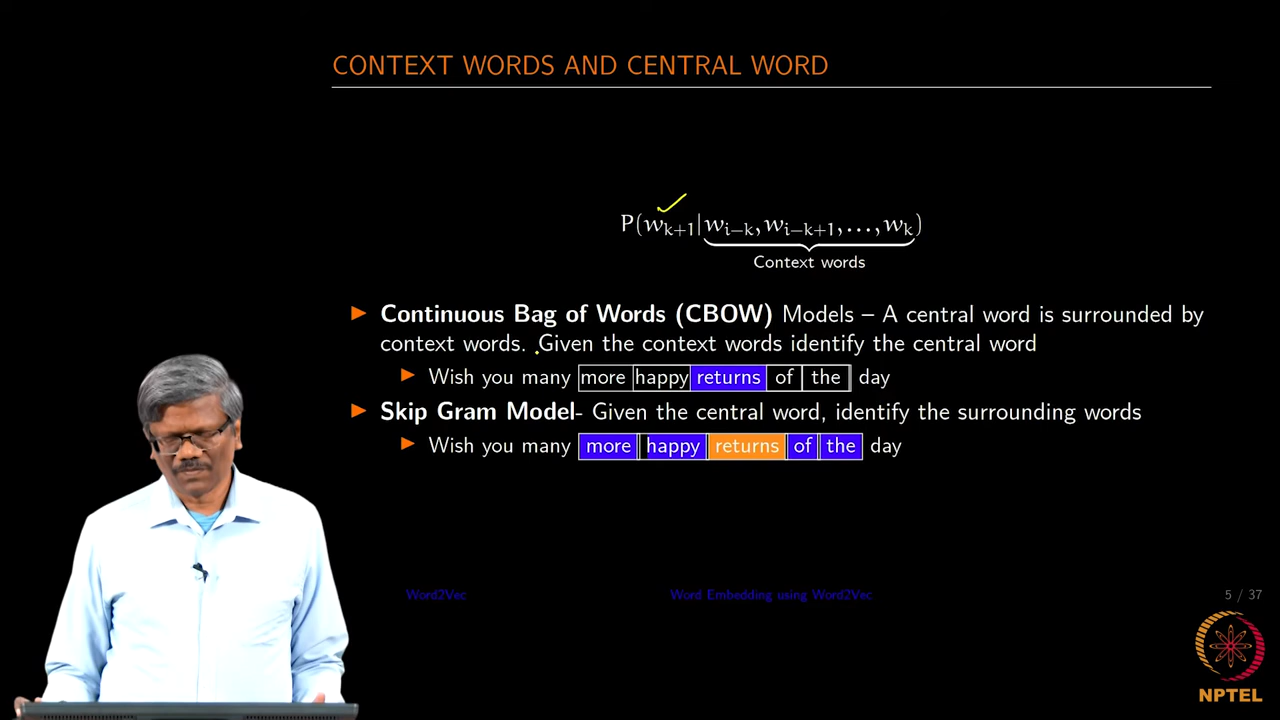 CONTEXT WORDS AND CENTRAL WORD
P(w_{k+1}|w_{i−k}, w_{i−k+1}, ..., w_k)
Context words
Continuous Bag of Words (CBOW) Models – A central word is surrounded by
context words. Given the context words identify the central word
Wish you many more happy returns of the day
Skip Gram Model- Given the central word, identify the surrounding words
Wish you many more happy returns of the day
Word2Vec Word Embedding using Word2Vec 5 / 37
NPTEL